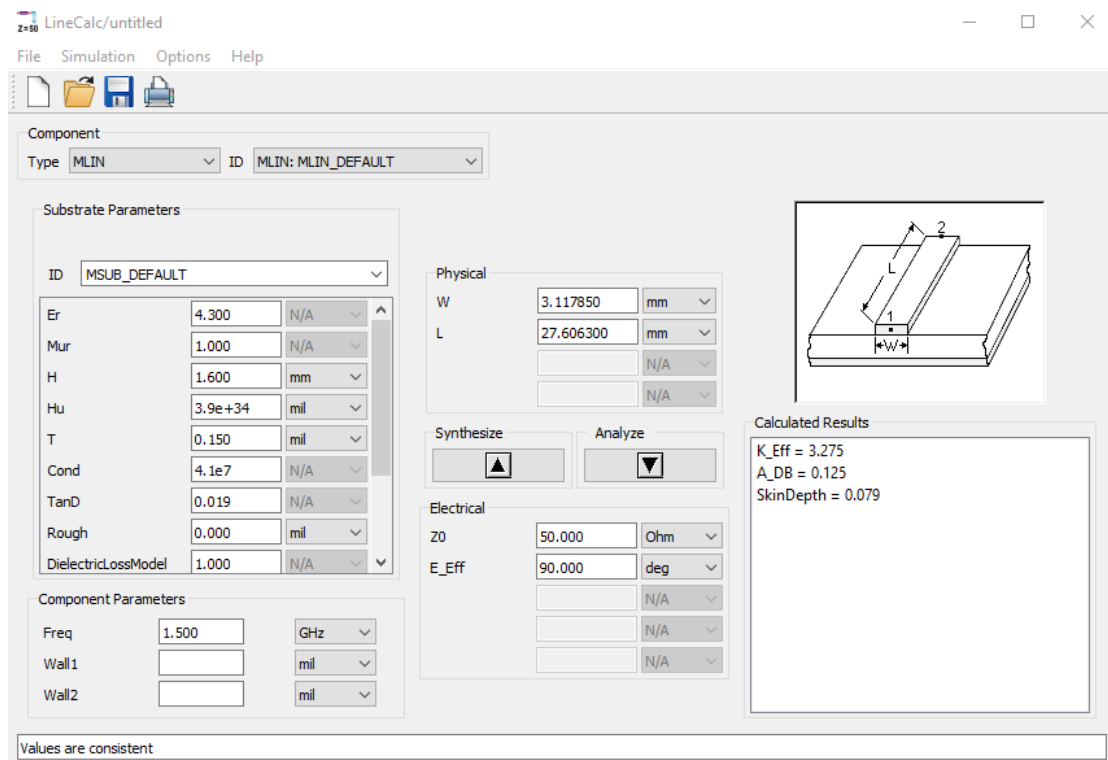 Z=50 LineCalc/untitled
File Simulation Options Help
Component
Type MLIN ID MLIN: MLIN_DEFAULT
Substrate Parameters
ID MSUB_DEFAULT
Er 4.300 N/A
Mur 1.000 N/A
H 1.600 mm
Hu 3.9e+34 mil
T 0.150 mil
Cond 4.1e7 N/A
TanD 0.019 N/A
Rough 0.000 mil
DielectricLossModel 1.000 N/A
Component Parameters
Freq 1.500 GHz
Wall1 mil
Wall2 mil
Physical
W 3.117850 mm
L 27.606300 mm
N/A
N/A
Synthesize Analyze
Electrical
Z0 50.000 Ohm
E_Eff 90.000 deg
N/A
N/A
N/A
2
L
1
W
Calculated Results
K_Eff = 3.275
A_DB = 0.125
SkinDepth = 0.079
Values are consistent